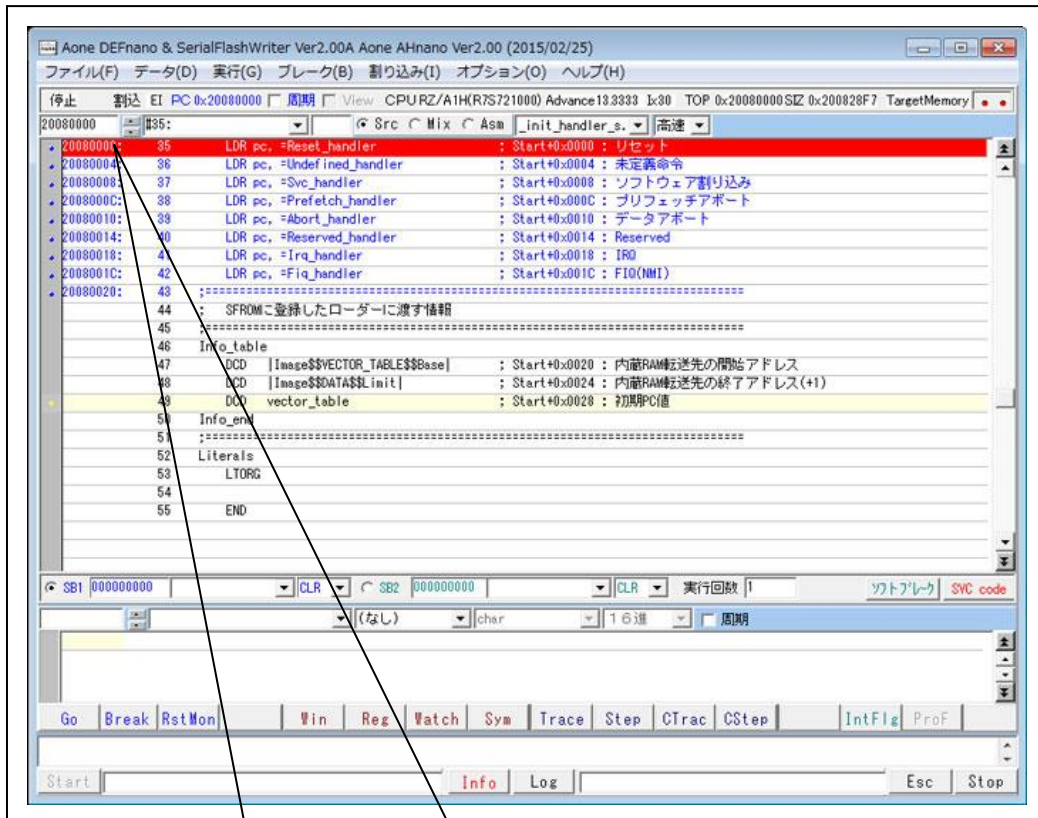 Aone DEFnano & SerialFlashWriter Ver2.00A Aone AHnano Ver2.00 (2015/02/25)
ファイル(F) データ(D) 実行(G) ブレーク(B) 割り込み(I) オプション(O) ヘルプ(H)
停止 割込 EI PC 0x20080000 周期 View CPU RZ/A1H(R7S721000) Advance 13.3333 Ix30 TOP 0x20080000 SIZ 0x200828F7 TargetMemory
20080000 #35: Src Mix Asm _init_handler_s. 高速
20080000: 35 LDR pc, =Reset_handler ; Start+0x0000 : リセット
20080004: 36 LDR pc, =Undefined_handler ; Start+0x0004 : 未定義命令
20080008: 37 LDR pc, =Svc_handler ; Start+0x0008 : ソフトウェア割り込み
2008000C: 38 LDR pc, =Prefetch_handler ; Start+0x000C : プリフェッチアボート
20080010: 39 LDR pc, =Abort_handler ; Start+0x0010 : データアボート
20080014: 40 LDR pc, =Reserved_handler ; Start+0x0014 : Reserved
20080018: 41 LDR pc, =Irq_handler ; Start+0x0018 : IRQ
2008001C: 42 LDR pc, =Fiq_handler ; Start+0x001C : FIQ(NMI)
20080020: 43 ;================================================================================
44 ; SFROMに登録したローダーに渡す情報
45 ;================================================================================
46 Info_table
47 DCD |Image$$VECTOR_TABLE$$Base| ; Start+0x0020 : 内蔵RAM転送先の開始アドレス
48 DCD |Image$$DATA$$Limit| ; Start+0x0024 : 内蔵RAM転送先の終了アドレス(+1)
49 DCD vector_table ; Start+0x0028 : 初期PC値
50 Info_end
51 ;================================================================================
52 Literals
53 LTORG
54
55 END
SB1 000000000 CLR SB2 000000000 CLR 実行回数 1 ソフトブレーク SVC code
(なし) char 16進 周期
Go Break RstMon Win Reg Watch Sym Trace Step CTrac CStep IntFlg ProF
Start Info Log Esc Stop